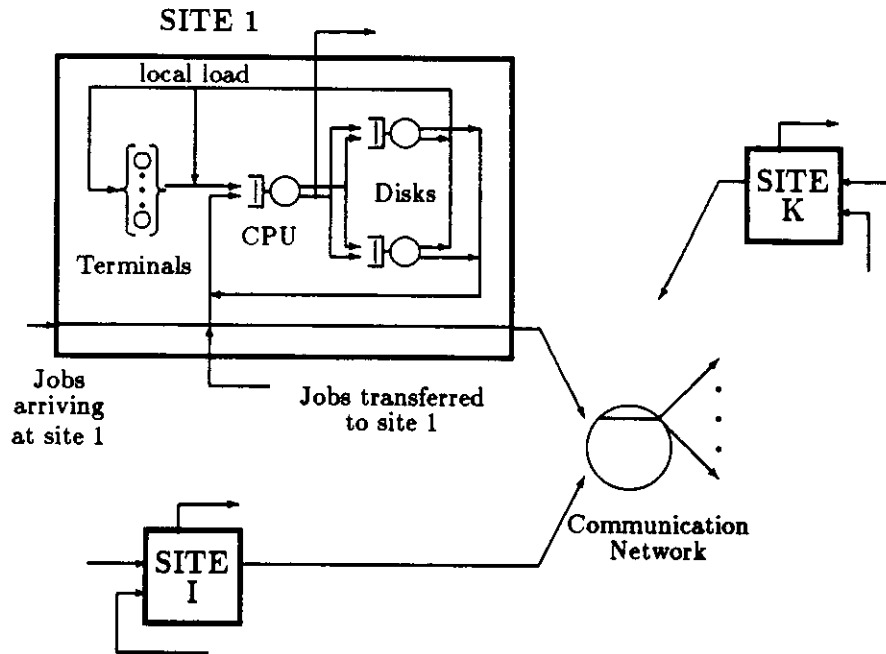 SITE 1
local load
Terminals
CPU
Disks
SITE
K
Jobs
arriving
at site 1
Jobs transferred
to site 1
Communication
Network
SITE
I